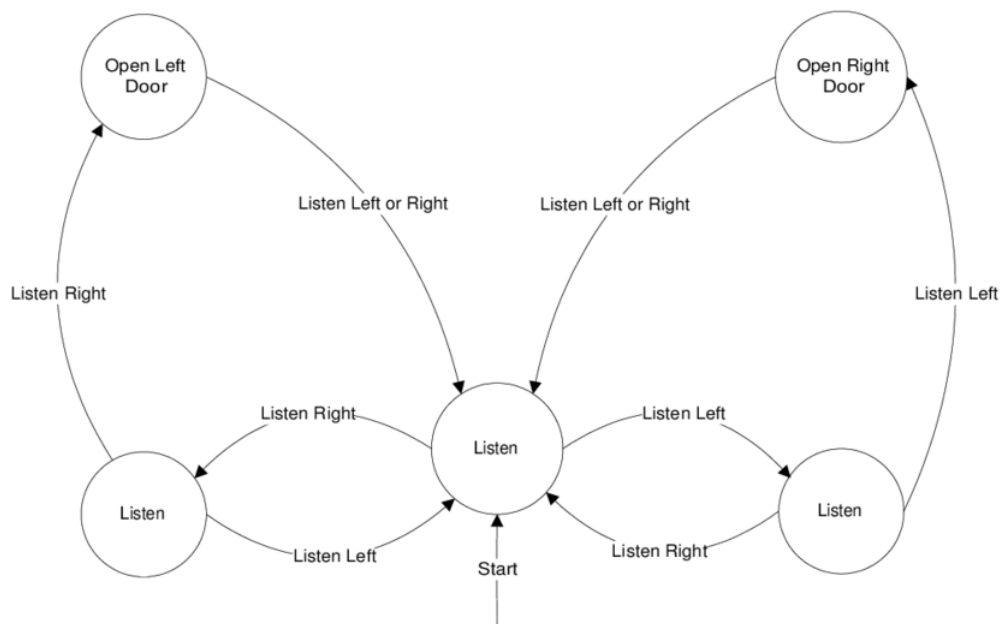 Open Left
Door
Open Right
Door
Listen Left or Right
Listen Left or Right
Listen Right
Listen Left
Listen Right
Listen Left
Listen
Listen
Listen
Listen Left
Listen Right
Start